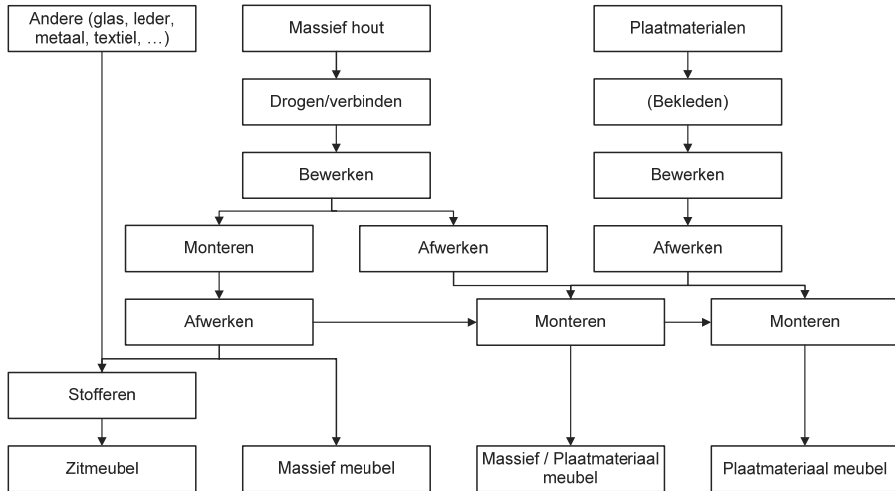 Andere (glas, leder,
metaal, textiel, …)
Massief hout
Plaatmaterialen
Drogen/verbinden
(Bekleden)
Bewerken
Bewerken
Monteren
Afwerken
Afwerken
Afwerken
Monteren
Monteren
Stofferen
Zitmeubel
Massief meubel
Massief / Plaatmateriaal
meubel
Plaatmateriaal meubel